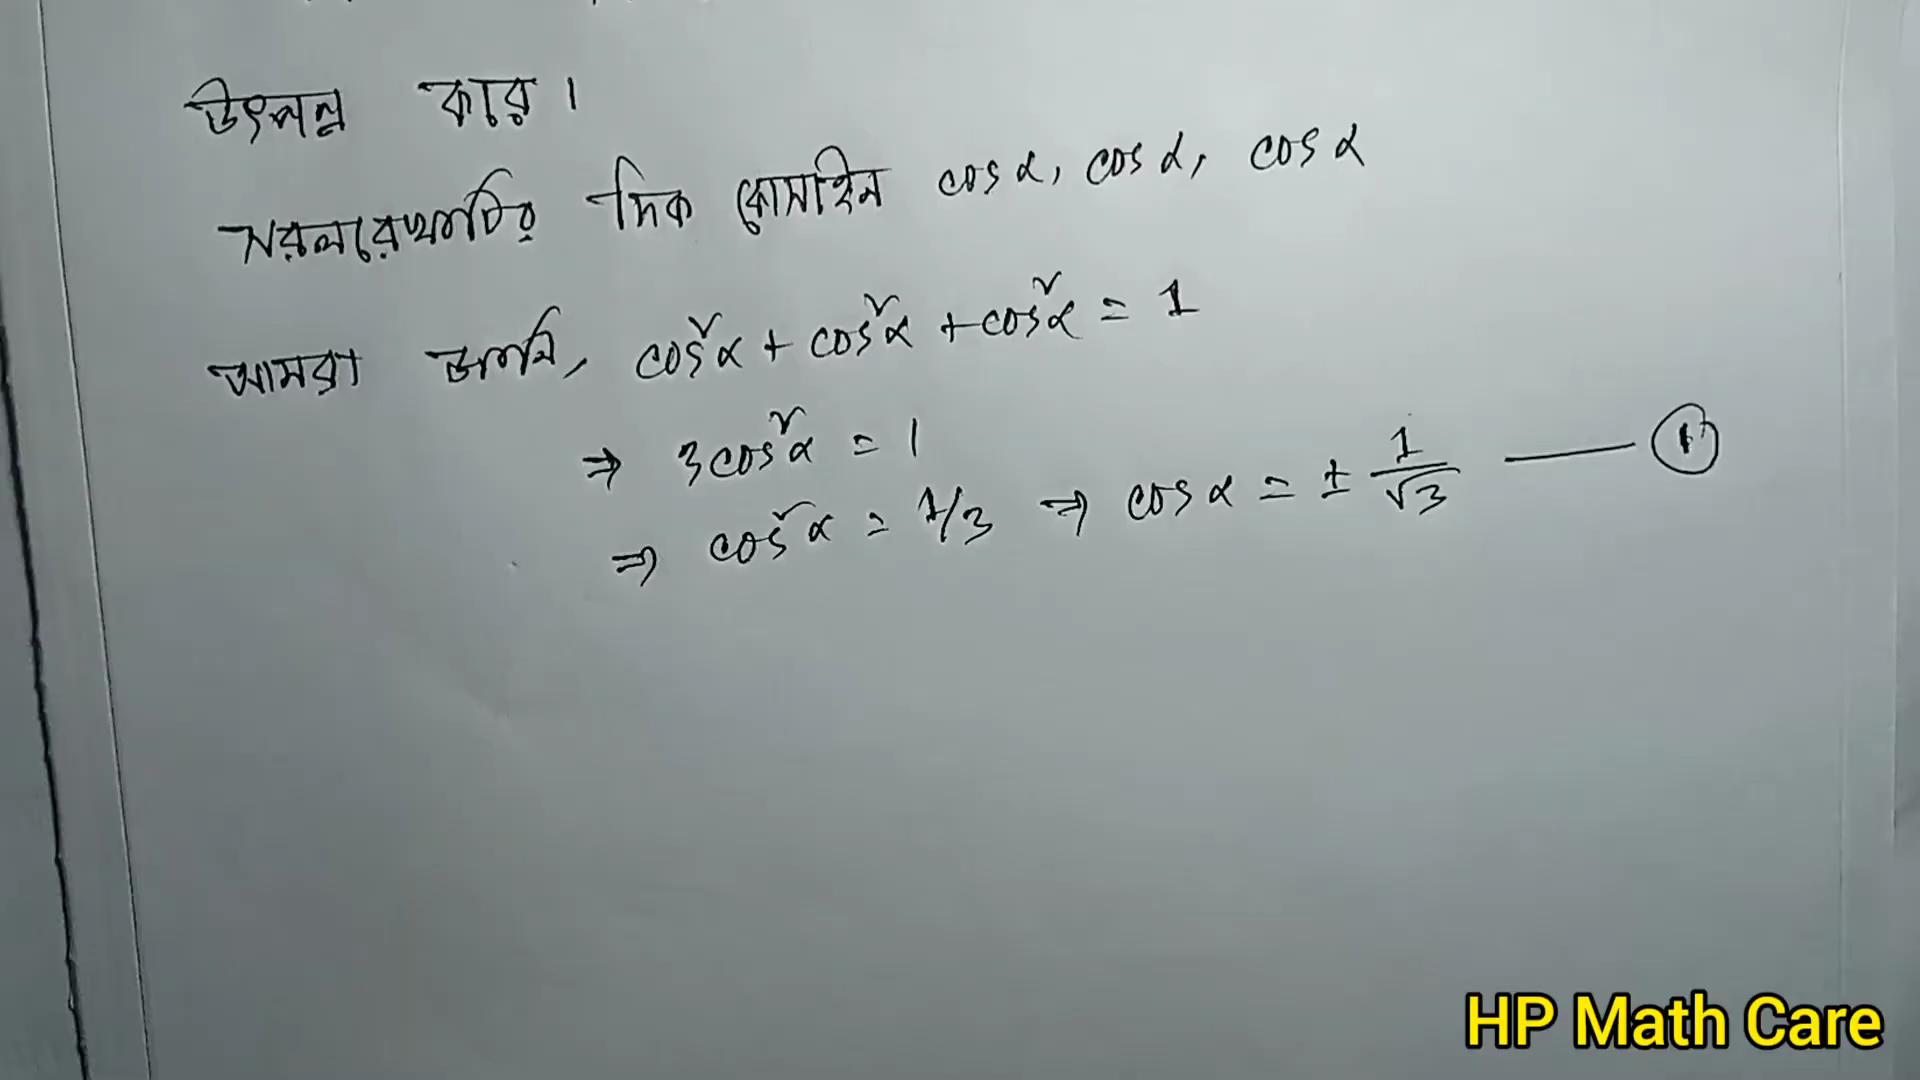 উৎপন্ন করে।
সরলরেখাটির দিক কোসাইন cos α, cos α, cos α
আমরা জানি, cos²α + cos²α + cos²α = 1
⇒ 3cos²α = 1
⇒ cos²α = 1/3 ⇒ cos α = ± 1/√3 —— ①
HP Math Care